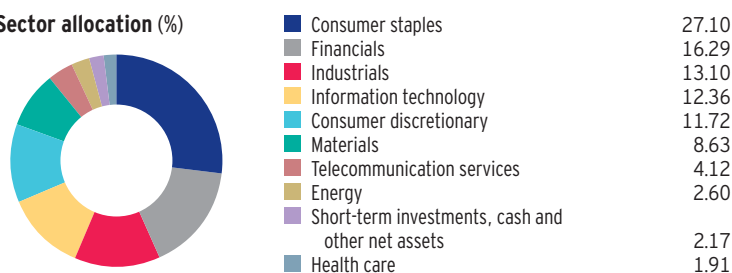 Sector allocation (%)
Consumer staples 27.10
Financials 16.29
Industrials 13.10
Information technology 12.36
Consumer discretionary 11.72
Materials 8.63
Telecommunication services 4.12
Energy 2.60
Short-term investments, cash and
other net assets 2.17
Health care 1.91